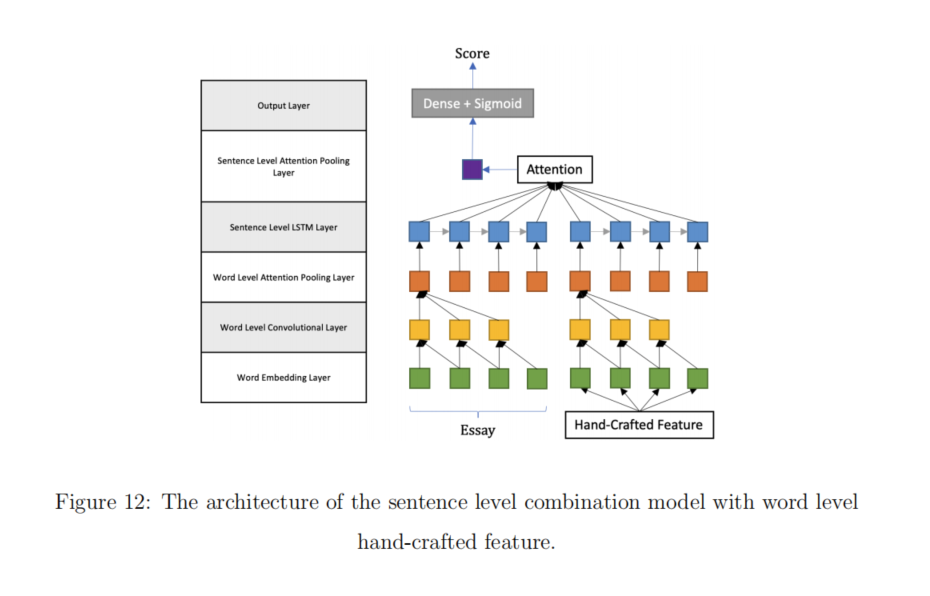 Score
Output Layer
Dense + Sigmoid
Sentence Level Attention Pooling
Layer
Attention
Sentence Level LSTM Layer
Word Level Attention Pooling Layer
Word Level Convolutional Layer
Word Embedding Layer
Essay
Hand-Crafted Feature
Figure 12: The architecture of the sentence level combination model with word level
hand-crafted feature.